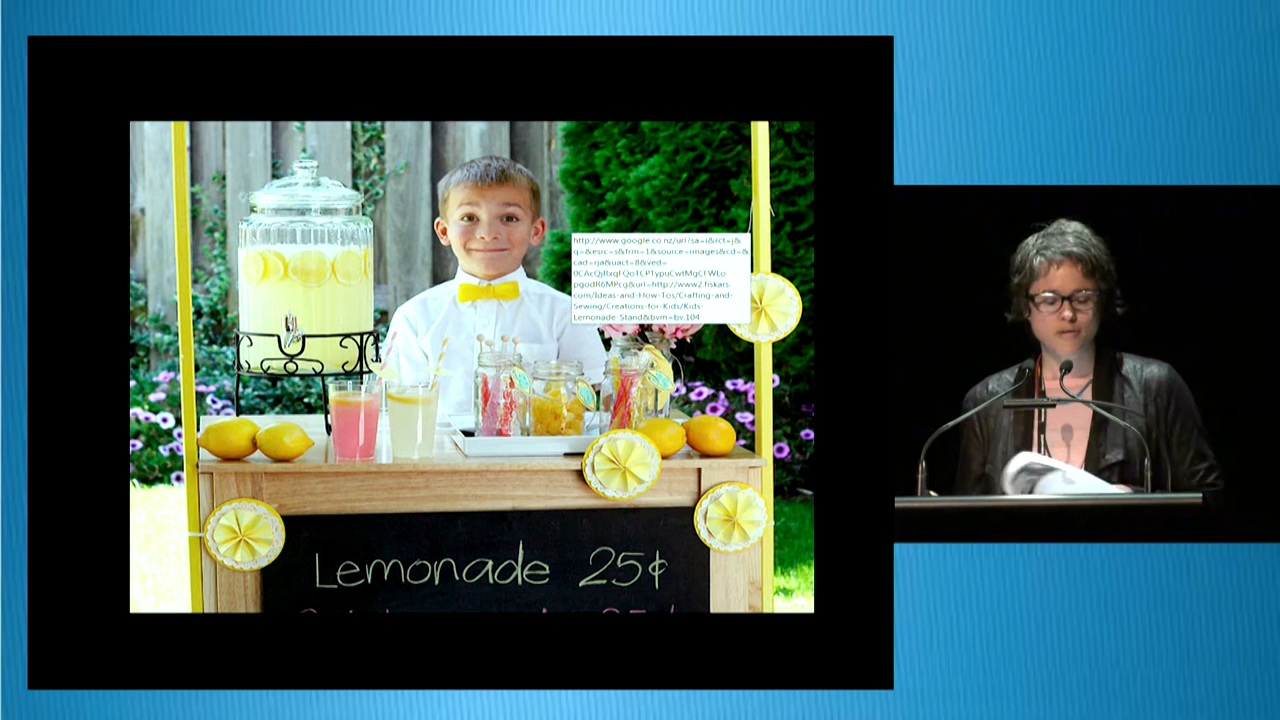 http://www.google.co.nz/url?sa=i&rct=j&
q=&esrc=s&frm=1&source=images&cd=&
cad=rja&uact=8&ved=
0CAcQjRxqFQoTCPTypuCwtMgCFWLo
pgodR6MPcg&url=http://www2.fiskars.
com/Ideas-and-How-Tos/Crafting-and-
Sewing/Creations-for-Kids/Kids-
Lemonade-Stand&bvm=bv.104
Lemonade 25¢